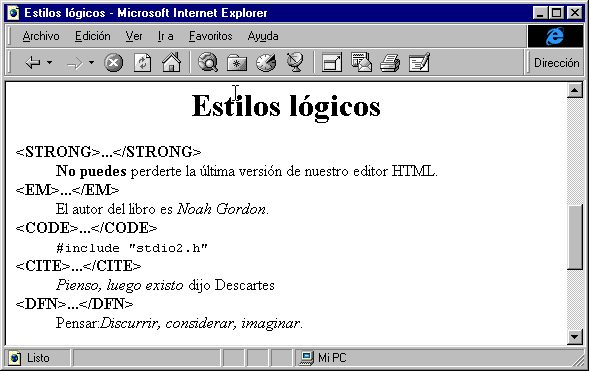 Estilos lógicos - Microsoft Internet Explorer
Archivo Edición Ver Ir a Favoritos Ayuda
Dirección
Estilos lógicos
<STRONG>...</STRONG>
No puedes perderte la última versión de nuestro editor HTML.
<EM>...</EM>
El autor del libro es Noah Gordon.
<CODE>...</CODE>
#include "stdio2.h"
<CITE>...</CITE>
Pienso, luego existo dijo Descartes
<DFN>...</DFN>
Pensar:Discurrir, considerar, imaginar.
Listo Mi PC